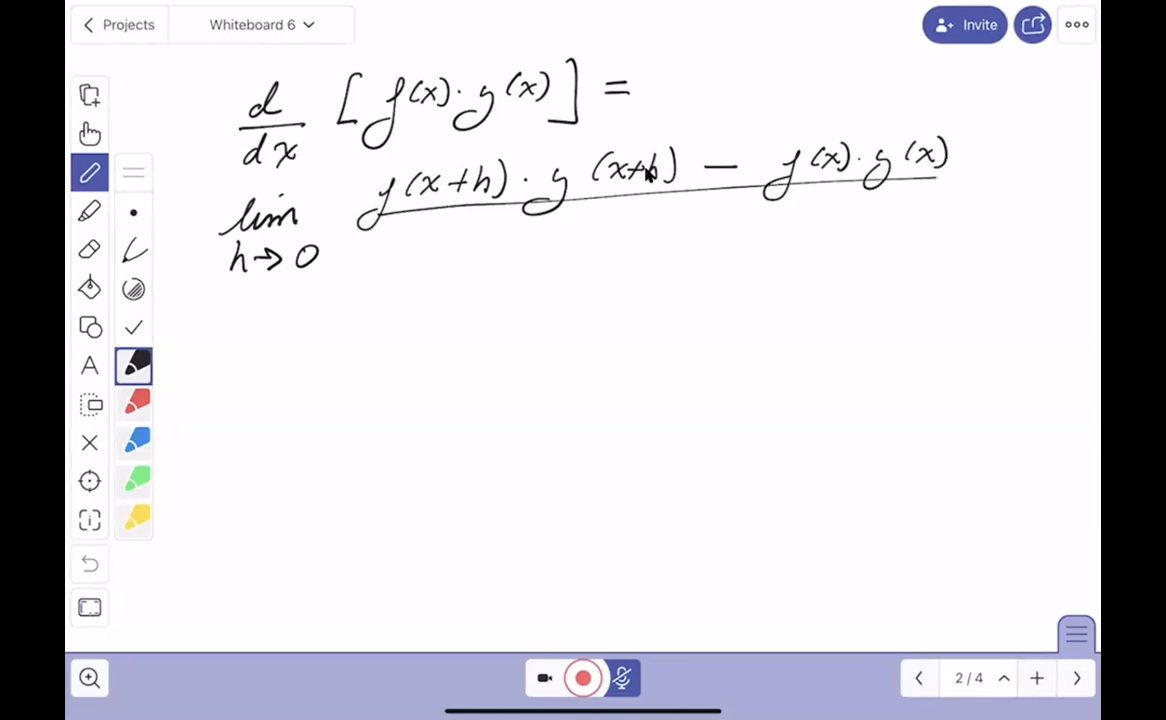 Projects
Whiteboard 6
Invite
d/dx [f(x) · g(x)] =
lim h→0 f(x+h) · g(x+h) − f(x) · g(x)
A
2/4